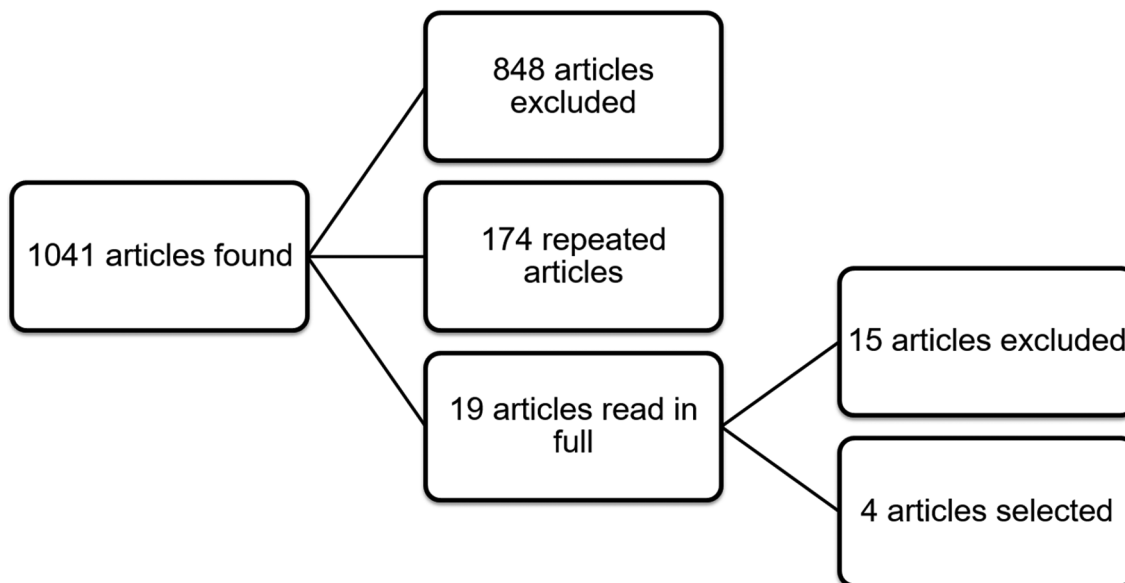 848 articles
excluded
1041 articles found
174 repeated
articles
19 articles read in
full
15 articles excluded
4 articles selected